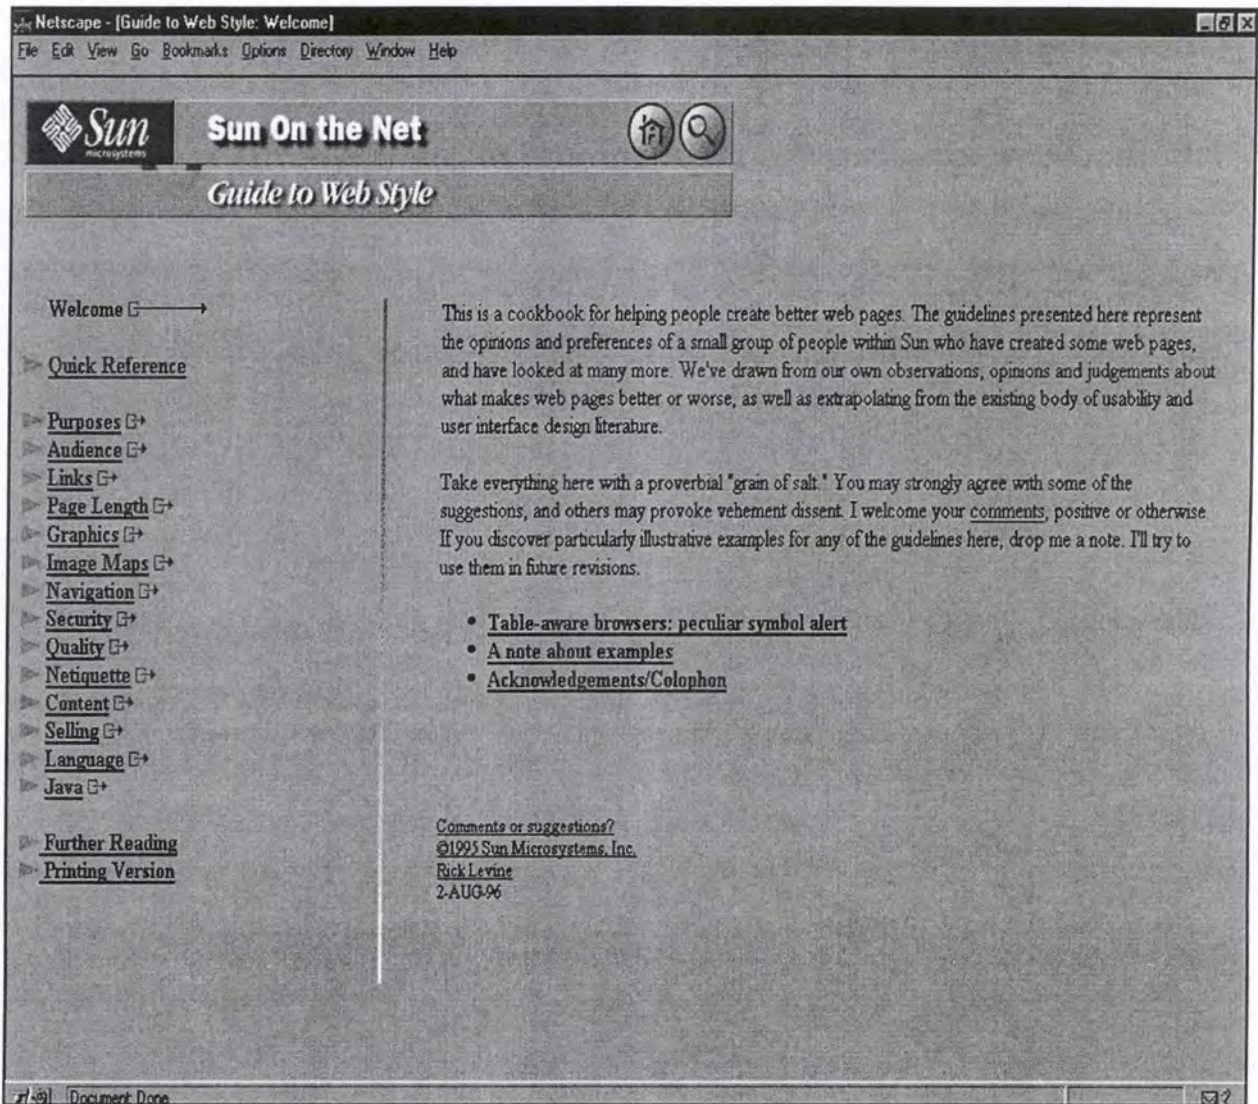 Netscape - [Guide to Web Style: Welcome]
File Edit View Go Bookmarks Options Directory Window Help
Sun
microsystems
Sun On the Net
Guide to Web Style
Welcome
Quick Reference
Purposes
Audience
Links
Page Length
Graphics
Image Maps
Navigation
Security
Quality
Netiquette
Content
Selling
Language
Java
Further Reading
Printing Version
This is a cookbook for helping people create better web pages. The guidelines presented here represent
the opinions and preferences of a small group of people within Sun who have created some web pages,
and have looked at many more. We've drawn from our own observations, opinions and judgements about
what makes web pages better or worse, as well as extrapolating from the existing body of usability and
user interface design literature.
Take everything here with a proverbial "grain of salt." You may strongly agree with some of the
suggestions, and others may provoke vehement dissent. I welcome your comments, positive or otherwise.
If you discover particularly illustrative examples for any of the guidelines here, drop me a note. I'll try to
use them in future revisions.
• Table-aware browsers: peculiar symbol alert
• A note about examples
• Acknowledgements/Colophon
Comments or suggestions?
©1995 Sun Microsystems, Inc.
Rick Levine
2-AUG-96
Document: Done